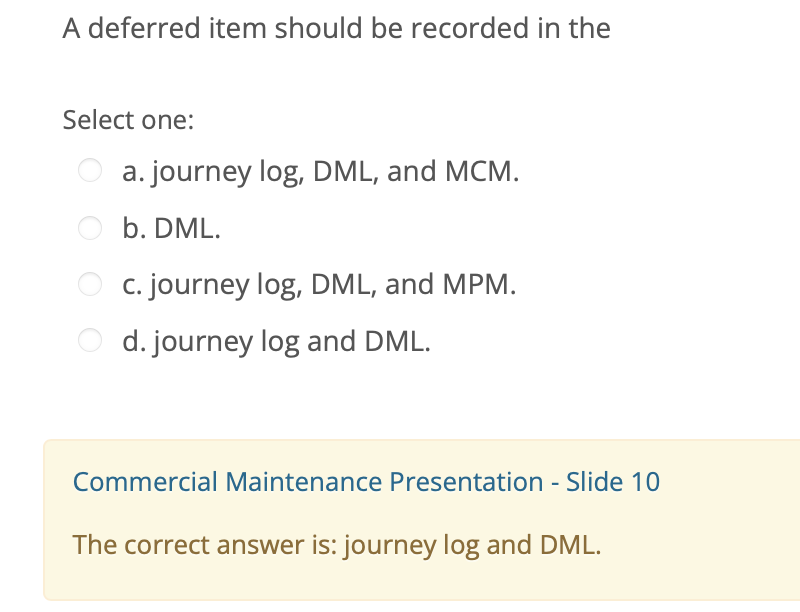 A deferred item should be recorded in the
Select one:
a. journey log, DML, and MCM.
b. DML.
c. journey log, DML, and MPM.
d. journey log and DML.
Commercial Maintenance Presentation - Slide 10
The correct answer is: journey log and DML.